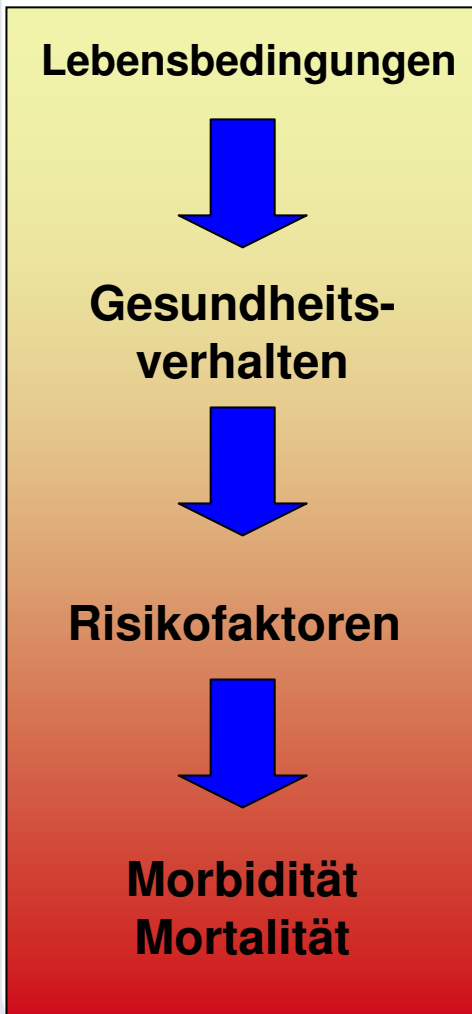 Lebensbedingungen
Gesundheits-
verhalten
Risikofaktoren
Morbidität
Mortalität